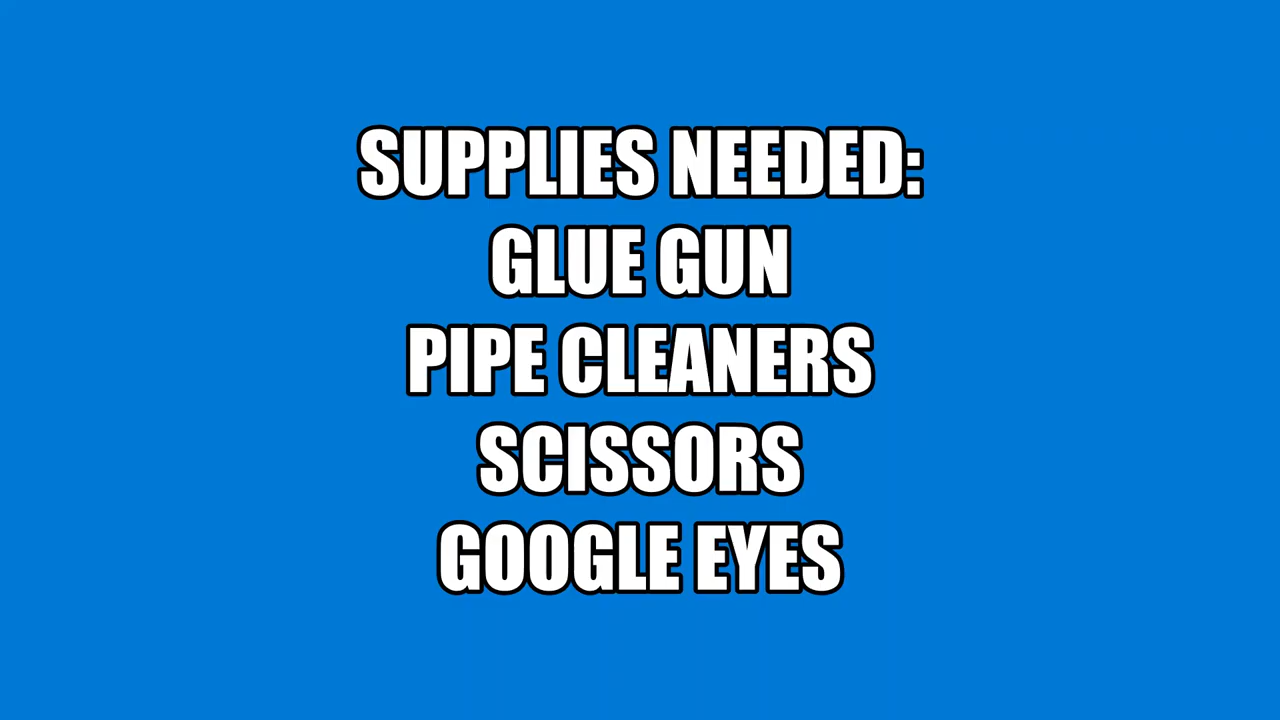 SUPPLIES NEEDED:
GLUE GUN
PIPE CLEANERS
SCISSORS
GOOGLE EYES